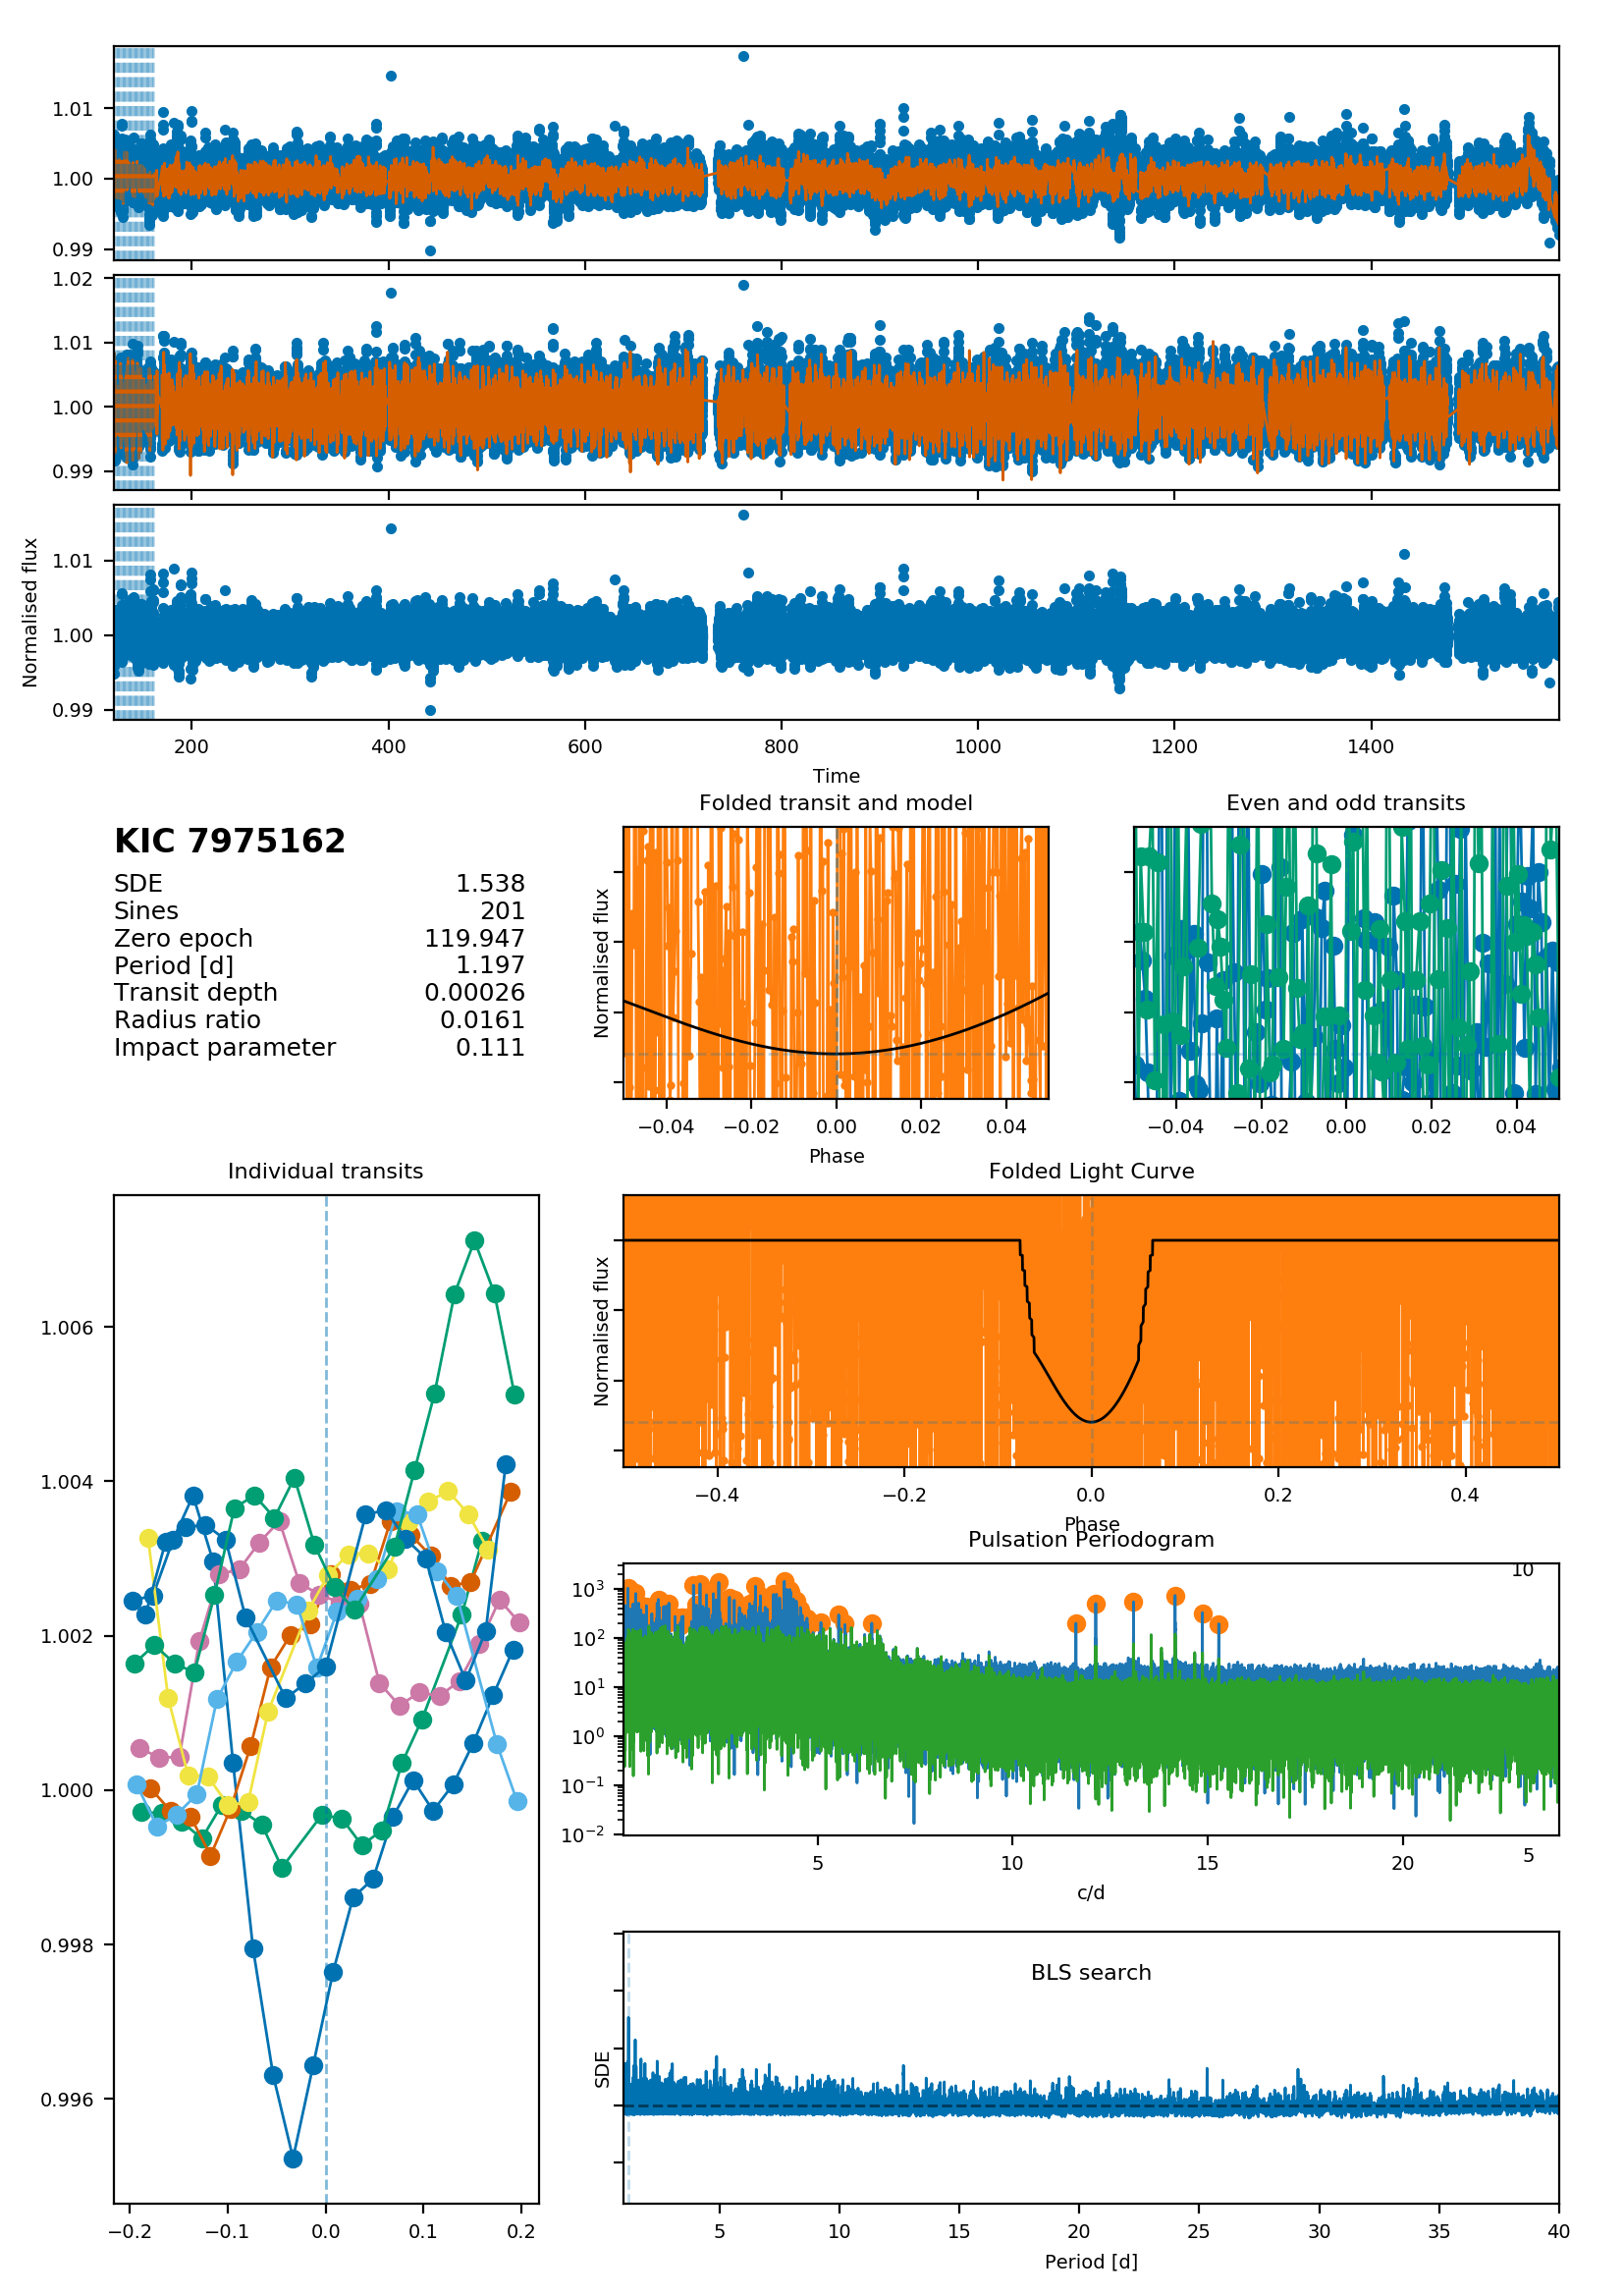 1.01
1.00
0.99
1.02
1.01
1.00
0.99
Normalised flux
1.01
1.00
0.99
200 400 600 800 1000 1200 1400
Time
KIC 7975162
SDE 1.538
Sines 201
Zero epoch 119.947
Period [d] 1.197
Transit depth 0.00026
Radius ratio 0.0161
Impact parameter 0.111
Folded transit and model
Normalised flux
−0.04 −0.02 0.00 0.02 0.04
Phase
Even and odd transits
−0.04 −0.02 0.00 0.02 0.04
Individual transits
1.006
1.004
1.002
1.000
0.998
0.996
−0.2 −0.1 0.0 0.1 0.2
Folded Light Curve
Normalised flux
−0.4 −0.2 0.0 0.2 0.4
Phase
Pulsation Periodogram
10
10³
10²
10¹
10⁰
10⁻¹
10⁻²
5 10 15 20
5
c/d
BLS search
SDE
5 10 15 20 25 30 35 40
Period [d]